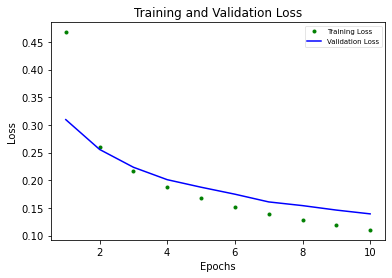 Training and Validation Loss
Training Loss
Validation Loss
Loss
0.45
0.40
0.35
0.30
0.25
0.20
0.15
0.10
2 4 6 8 10
Epochs